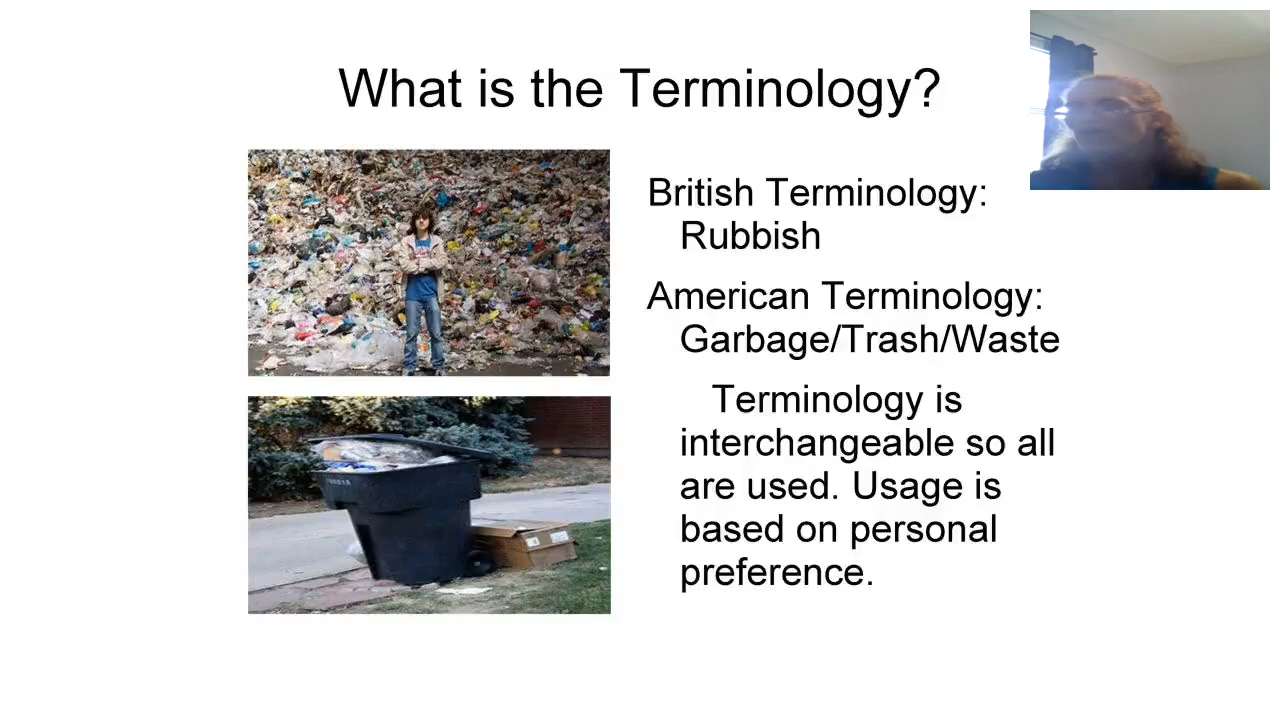 What is the Terminology?
British Terminology:
Rubbish
American Terminology:
Garbage/Trash/Waste
Terminology is
interchangeable so all
are used. Usage is
based on personal
preference.